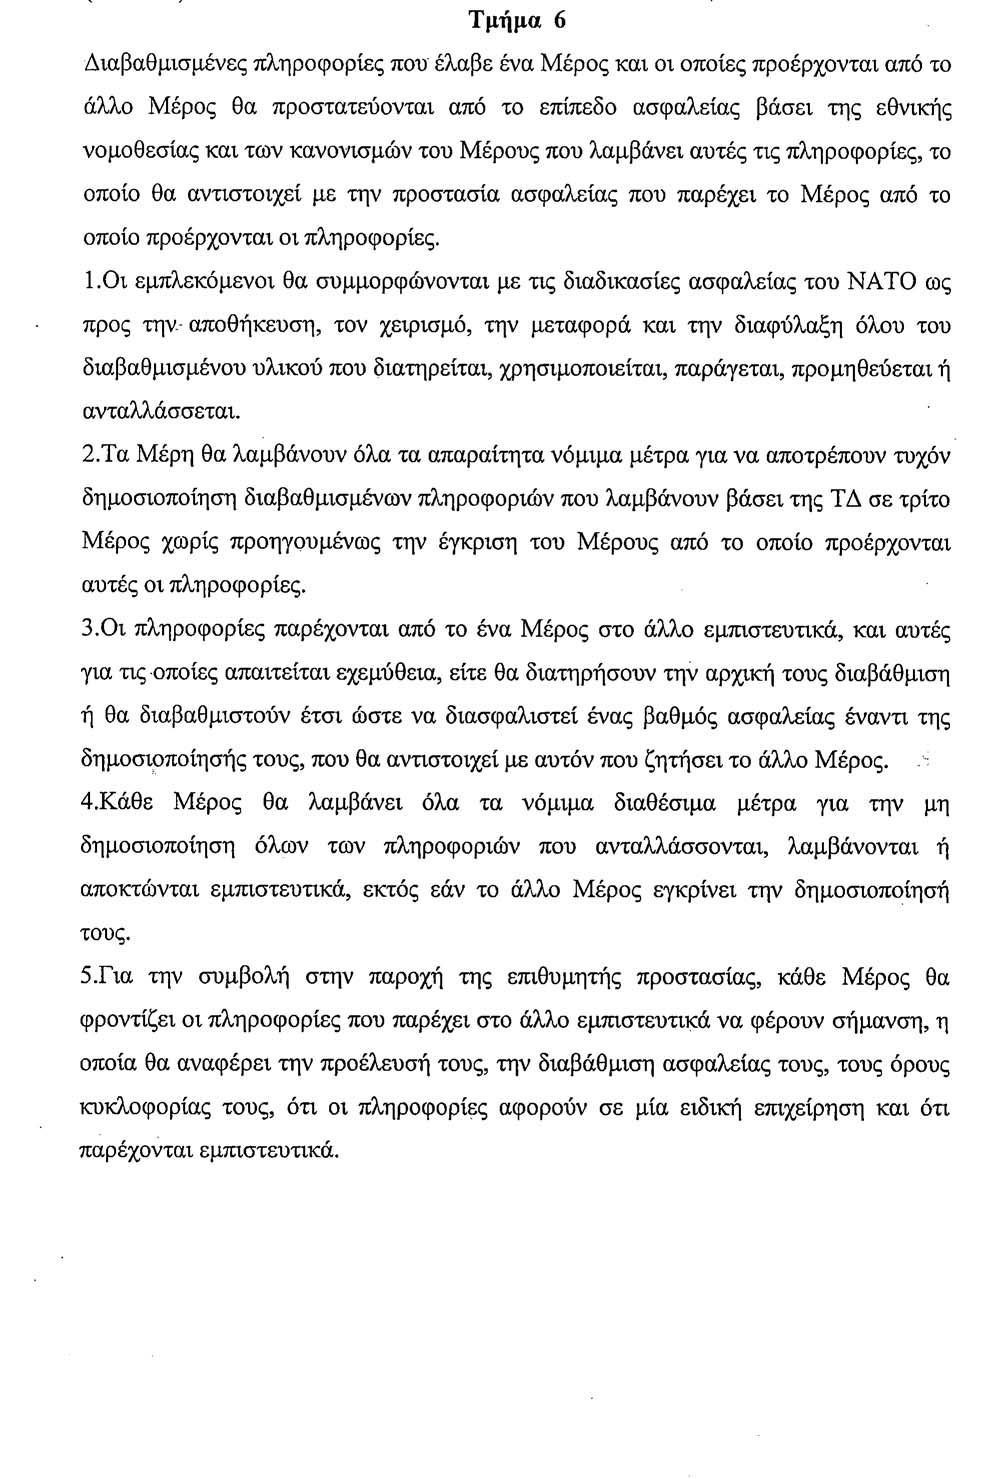 Τμήμα 6
Διαβαθμισμένες πληροφορίες που έλαβε ένα Μέρος και οι οποίες προέρχονται από το
άλλο Μέρος θα προστατεύονται από το επίπεδο ασφαλείας βάσει της εθνικής
νομοθεσίας και των κανονισμών του Μέρους που λαμβάνει αυτές τις πληροφορίες, το
οποίο θα αντιστοιχεί με την προστασία ασφαλείας που παρέχει το Μέρος από το
οποίο προέρχονται οι πληροφορίες.
1.Οι εμπλεκόμενοι θα συμμορφώνονται με τις διαδικασίες ασφαλείας του ΝΑΤΟ ως
προς την αποθήκευση, τον χειρισμό, την μεταφορά και την διαφύλαξη όλου του
διαβαθμισμένου υλικού που διατηρείται, χρησιμοποιείται, παράγεται, προμηθεύεται ή
ανταλλάσσεται.
2.Τα Μέρη θα λαμβάνουν όλα τα απαραίτητα νόμιμα μέτρα για να αποτρέπουν τυχόν
δημοσιοποίηση διαβαθμισμένων πληροφοριών που λαμβάνουν βάσει της ΤΔ σε τρίτο
Μέρος χωρίς προηγουμένως την έγκριση του Μέρους από το οποίο προέρχονται
αυτές οι πληροφορίες.
3.Οι πληροφορίες παρέχονται από το ένα Μέρος στο άλλο εμπιστευτικά, και αυτές
για τις οποίες απαιτείται εχεμύθεια, είτε θα διατηρήσουν την αρχική τους διαβάθμιση
ή θα διαβαθμιστούν έτσι ώστε να διασφαλιστεί ένας βαθμός ασφαλείας έναντι της
δημοσιοποίησής τους, που θα αντιστοιχεί με αυτόν που ζητήσει το άλλο Μέρος.
4.Κάθε Μέρος θα λαμβάνει όλα τα νόμιμα διαθέσιμα μέτρα για την μη
δημοσιοποίηση όλων των πληροφοριών που ανταλλάσσονται, λαμβάνονται ή
αποκτώνται εμπιστευτικά, εκτός εάν το άλλο Μέρος εγκρίνει την δημοσιοποίησή
τους.
5.Για την συμβολή στην παροχή της επιθυμητής προστασίας, κάθε Μέρος θα
φροντίζει οι πληροφορίες που παρέχει στο άλλο εμπιστευτικά να φέρουν σήμανση, η
οποία θα αναφέρει την προέλευσή τους, την διαβάθμιση ασφαλείας τους, τους όρους
κυκλοφορίας τους, ότι οι πληροφορίες αφορούν σε μία ειδική επιχείρηση και ότι
παρέχονται εμπιστευτικά.